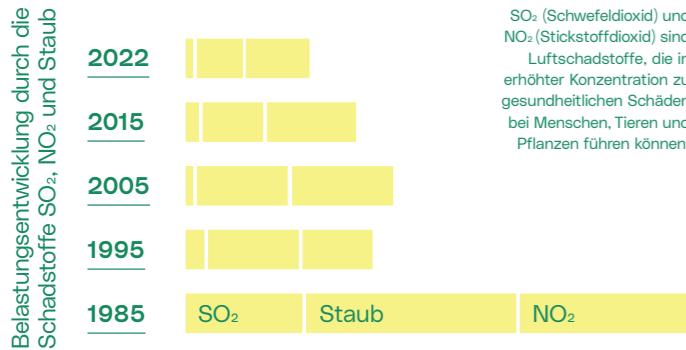 Belastungsentwicklung durch die
Schadstoffe SO₂, NO₂ und Staub
SO₂ (Schwefeldioxid) und
NO₂ (Stickstoffdioxid) sind
Luftschadstoffe, die in
erhöhter Konzentration zu
gesundheitlichen Schäden
bei Menschen, Tieren und
Pflanzen führen können
2022
2015
2005
1995
1985
SO₂ Staub NO₂